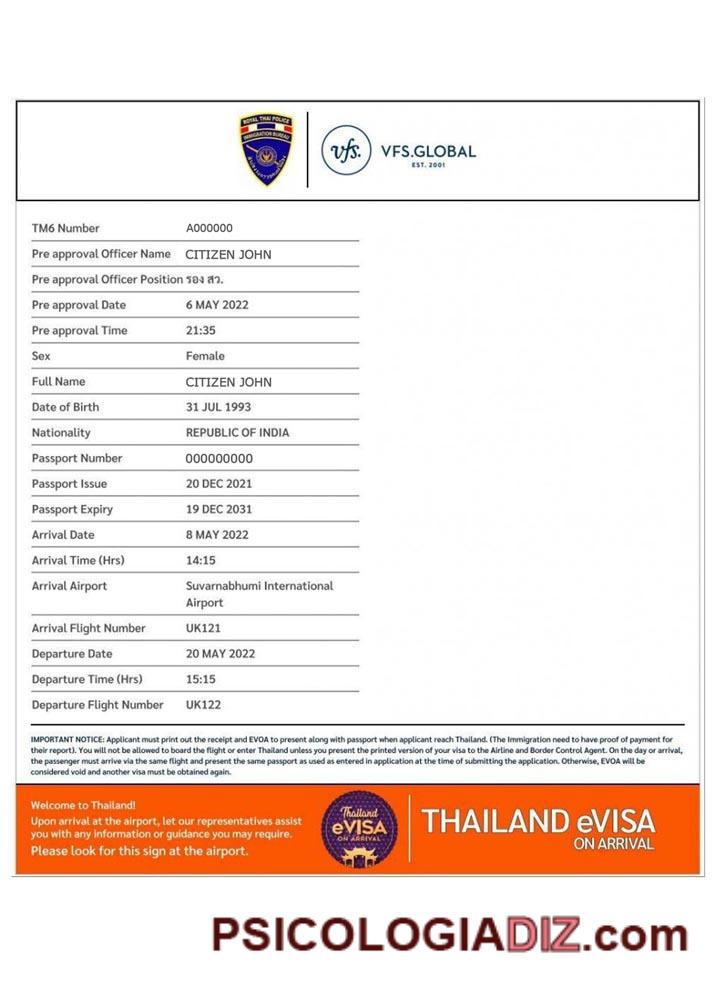 ROYAL THAI POLICE
IMMIGRATION BUREAU
vfs.
VFS.GLOBAL
EST. 2001
TM6 Number A000000
Pre approval Officer Name CITIZEN JOHN
Pre approval Officer Position รอง สว.
Pre approval Date 6 MAY 2022
Pre approval Time 21:35
Sex Female
Full Name CITIZEN JOHN
Date of Birth 31 JUL 1993
Nationality REPUBLIC OF INDIA
Passport Number 000000000
Passport Issue 20 DEC 2021
Passport Expiry 19 DEC 2031
Arrival Date 8 MAY 2022
Arrival Time (Hrs) 14:15
Arrival Airport Suvarnabhumi International
Airport
Arrival Flight Number UK121
Departure Date 20 MAY 2022
Departure Time (Hrs) 15:15
Departure Flight Number UK122
IMPORTANT NOTICE: Applicant must print out the receipt and EVOA to present along with passport when applicant reach Thailand. (The Immigration need to have proof of payment for
their report). You will not be allowed to board the flight or enter Thailand unless you present the printed version of your visa to the Airline and Border Control Agent. On the day or arrival,
the passenger must arrive via the same flight and present the same passport as used as entered in application at the time of submitting the application. Otherwise, EVOA will be
considered void and another visa must be obtained again.
Welcome to Thailand!
Upon arrival at the airport, let our representatives assist
you with any information or guidance you may require.
Please look for this sign at the airport.
Thailand
eVISA
ON ARRIVAL
THAILAND eVISA
ON ARRIVAL
PSICOLOGIADIZ.com